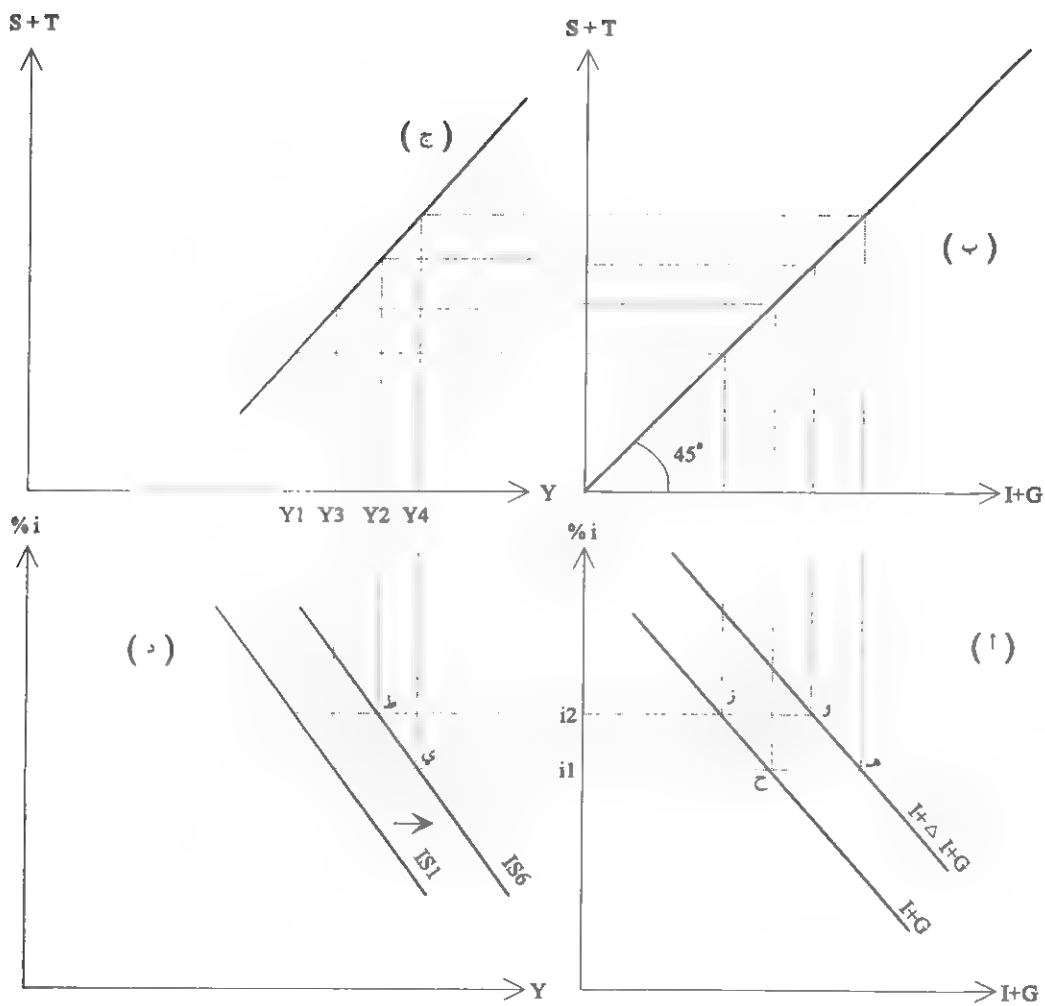 S + T
S + T
( ج )
( ب )
45°
Y
I+G
Y1 Y3 Y2 Y4
% i
% i
( د )
( أ )
ط
ي
i2
i1
ز
و
ح
هـ
IS1
IS6
I+ △ I+G
I+G
Y
I+G